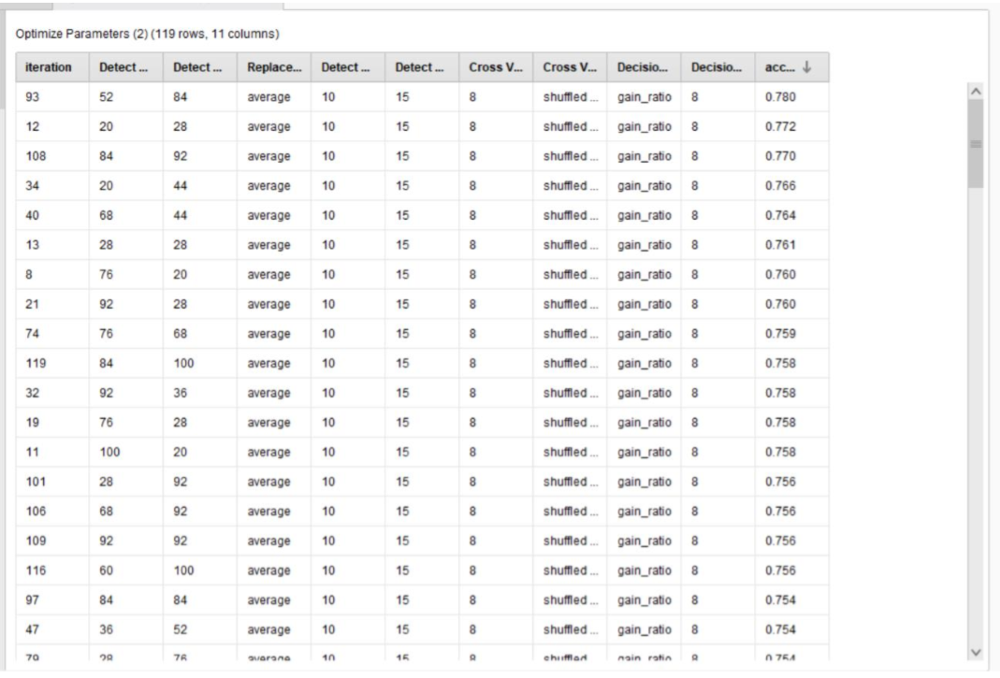 Optimize Parameters (2) (119 rows, 11 columns)
iteration Detect ... Detect ... Replace... Detect ... Detect ... Cross V... Cross V... Decisio... Decisio... acc... ↓
93 52 84 average 10 15 8 shuffled ... gain_ratio 8 0.780
12 20 28 average 10 15 8 shuffled ... gain_ratio 8 0.772
108 84 92 average 10 15 8 shuffled ... gain_ratio 8 0.770
34 20 44 average 10 15 8 shuffled ... gain_ratio 8 0.766
40 68 44 average 10 15 8 shuffled ... gain_ratio 8 0.764
13 28 28 average 10 15 8 shuffled ... gain_ratio 8 0.761
8 76 20 average 10 15 8 shuffled ... gain_ratio 8 0.760
21 92 28 average 10 15 8 shuffled ... gain_ratio 8 0.760
74 76 68 average 10 15 8 shuffled ... gain_ratio 8 0.759
119 84 100 average 10 15 8 shuffled ... gain_ratio 8 0.758
32 92 36 average 10 15 8 shuffled ... gain_ratio 8 0.758
19 76 28 average 10 15 8 shuffled ... gain_ratio 8 0.758
11 100 20 average 10 15 8 shuffled ... gain_ratio 8 0.758
101 28 92 average 10 15 8 shuffled ... gain_ratio 8 0.756
106 68 92 average 10 15 8 shuffled ... gain_ratio 8 0.756
109 92 92 average 10 15 8 shuffled ... gain_ratio 8 0.756
116 60 100 average 10 15 8 shuffled ... gain_ratio 8 0.756
97 84 84 average 10 15 8 shuffled ... gain_ratio 8 0.754
47 36 52 average 10 15 8 shuffled ... gain_ratio 8 0.754
79 28 76 average 10 15 8 shuffled gain_ratio 8 0.754